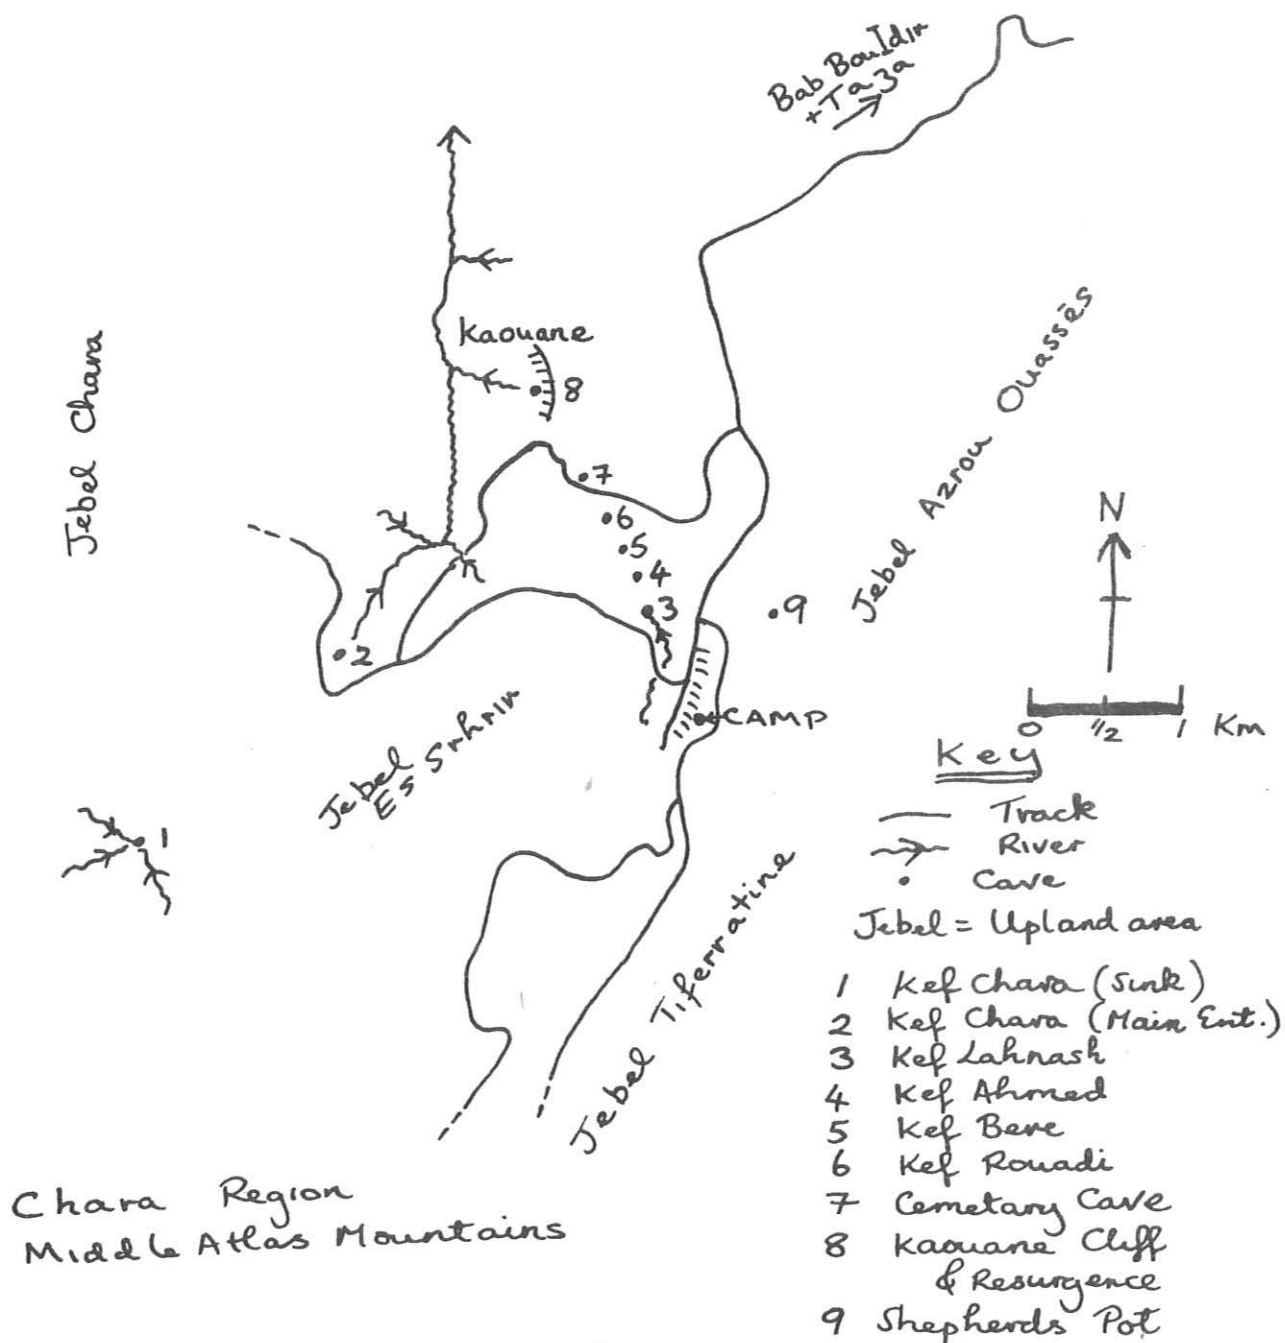 Bab BouIdir
+Taza
Kaouane
8
Jebel Chara
Jebel Azrou Ouassès
7
6
5
4
3
9
2
N
CAMP
0 1/2 1 Km
Jebel
Es Srhrir
1
Key
Track
River
Cave
Jebel = Upland area
Jebel Tiferratine
1 Kef Chara (Sink)
2 Kef Chara (Main Ent.)
3 Kef Lahnash
4 Kef Ahmed
5 Kef Bere
6 Kef Rouadi
7 Cemetary Cave
8 Kaouane Cliff
& Resurgence
9 Shepherds Pot
Chara Region
Middle Atlas Mountains